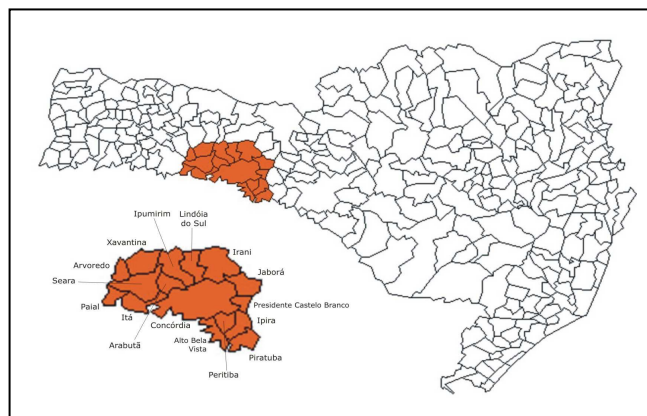 Ipumirim
Lindóia
do Sul
Xavantina
Irani
Arvoredo
Jaborá
Seara
Presidente Castelo Branco
Paial
Itá
Ipira
Concórdia
Arabutã
Alto Bela
Vista
Piratuba
Peritiba